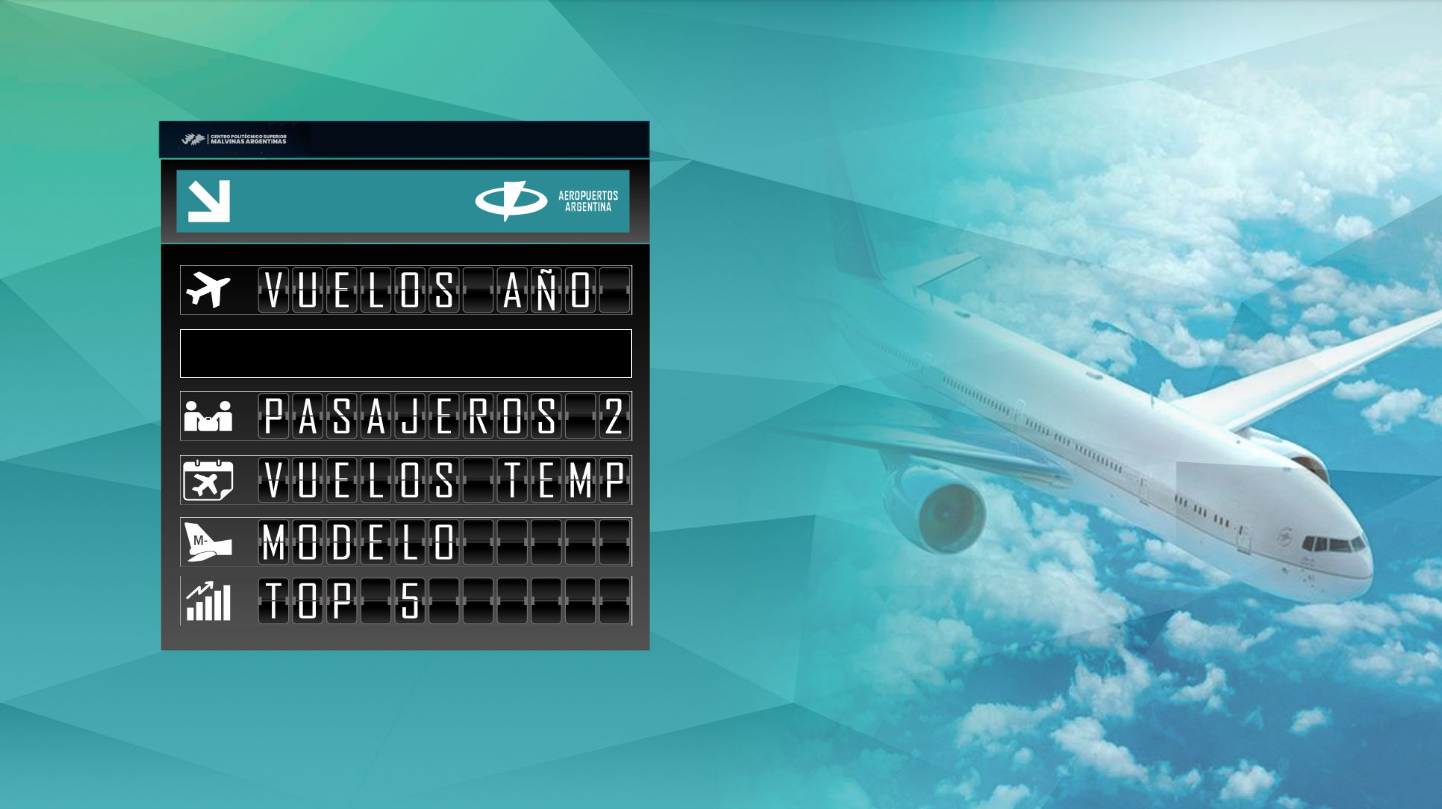 CENTRO POLITÉCNICO SUPERIOR
MALVINAS ARGENTINAS
AEROPUERTOS
ARGENTINA
VUELOS AÑO
PASAJEROS 2
VUELOS TEMP
M-
MODELO
TOP 5